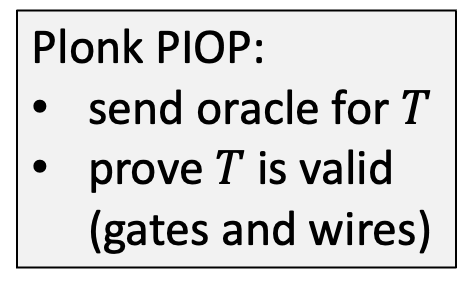 Plonk PIOP:
• send oracle for T
• prove T is valid
(gates and wires)